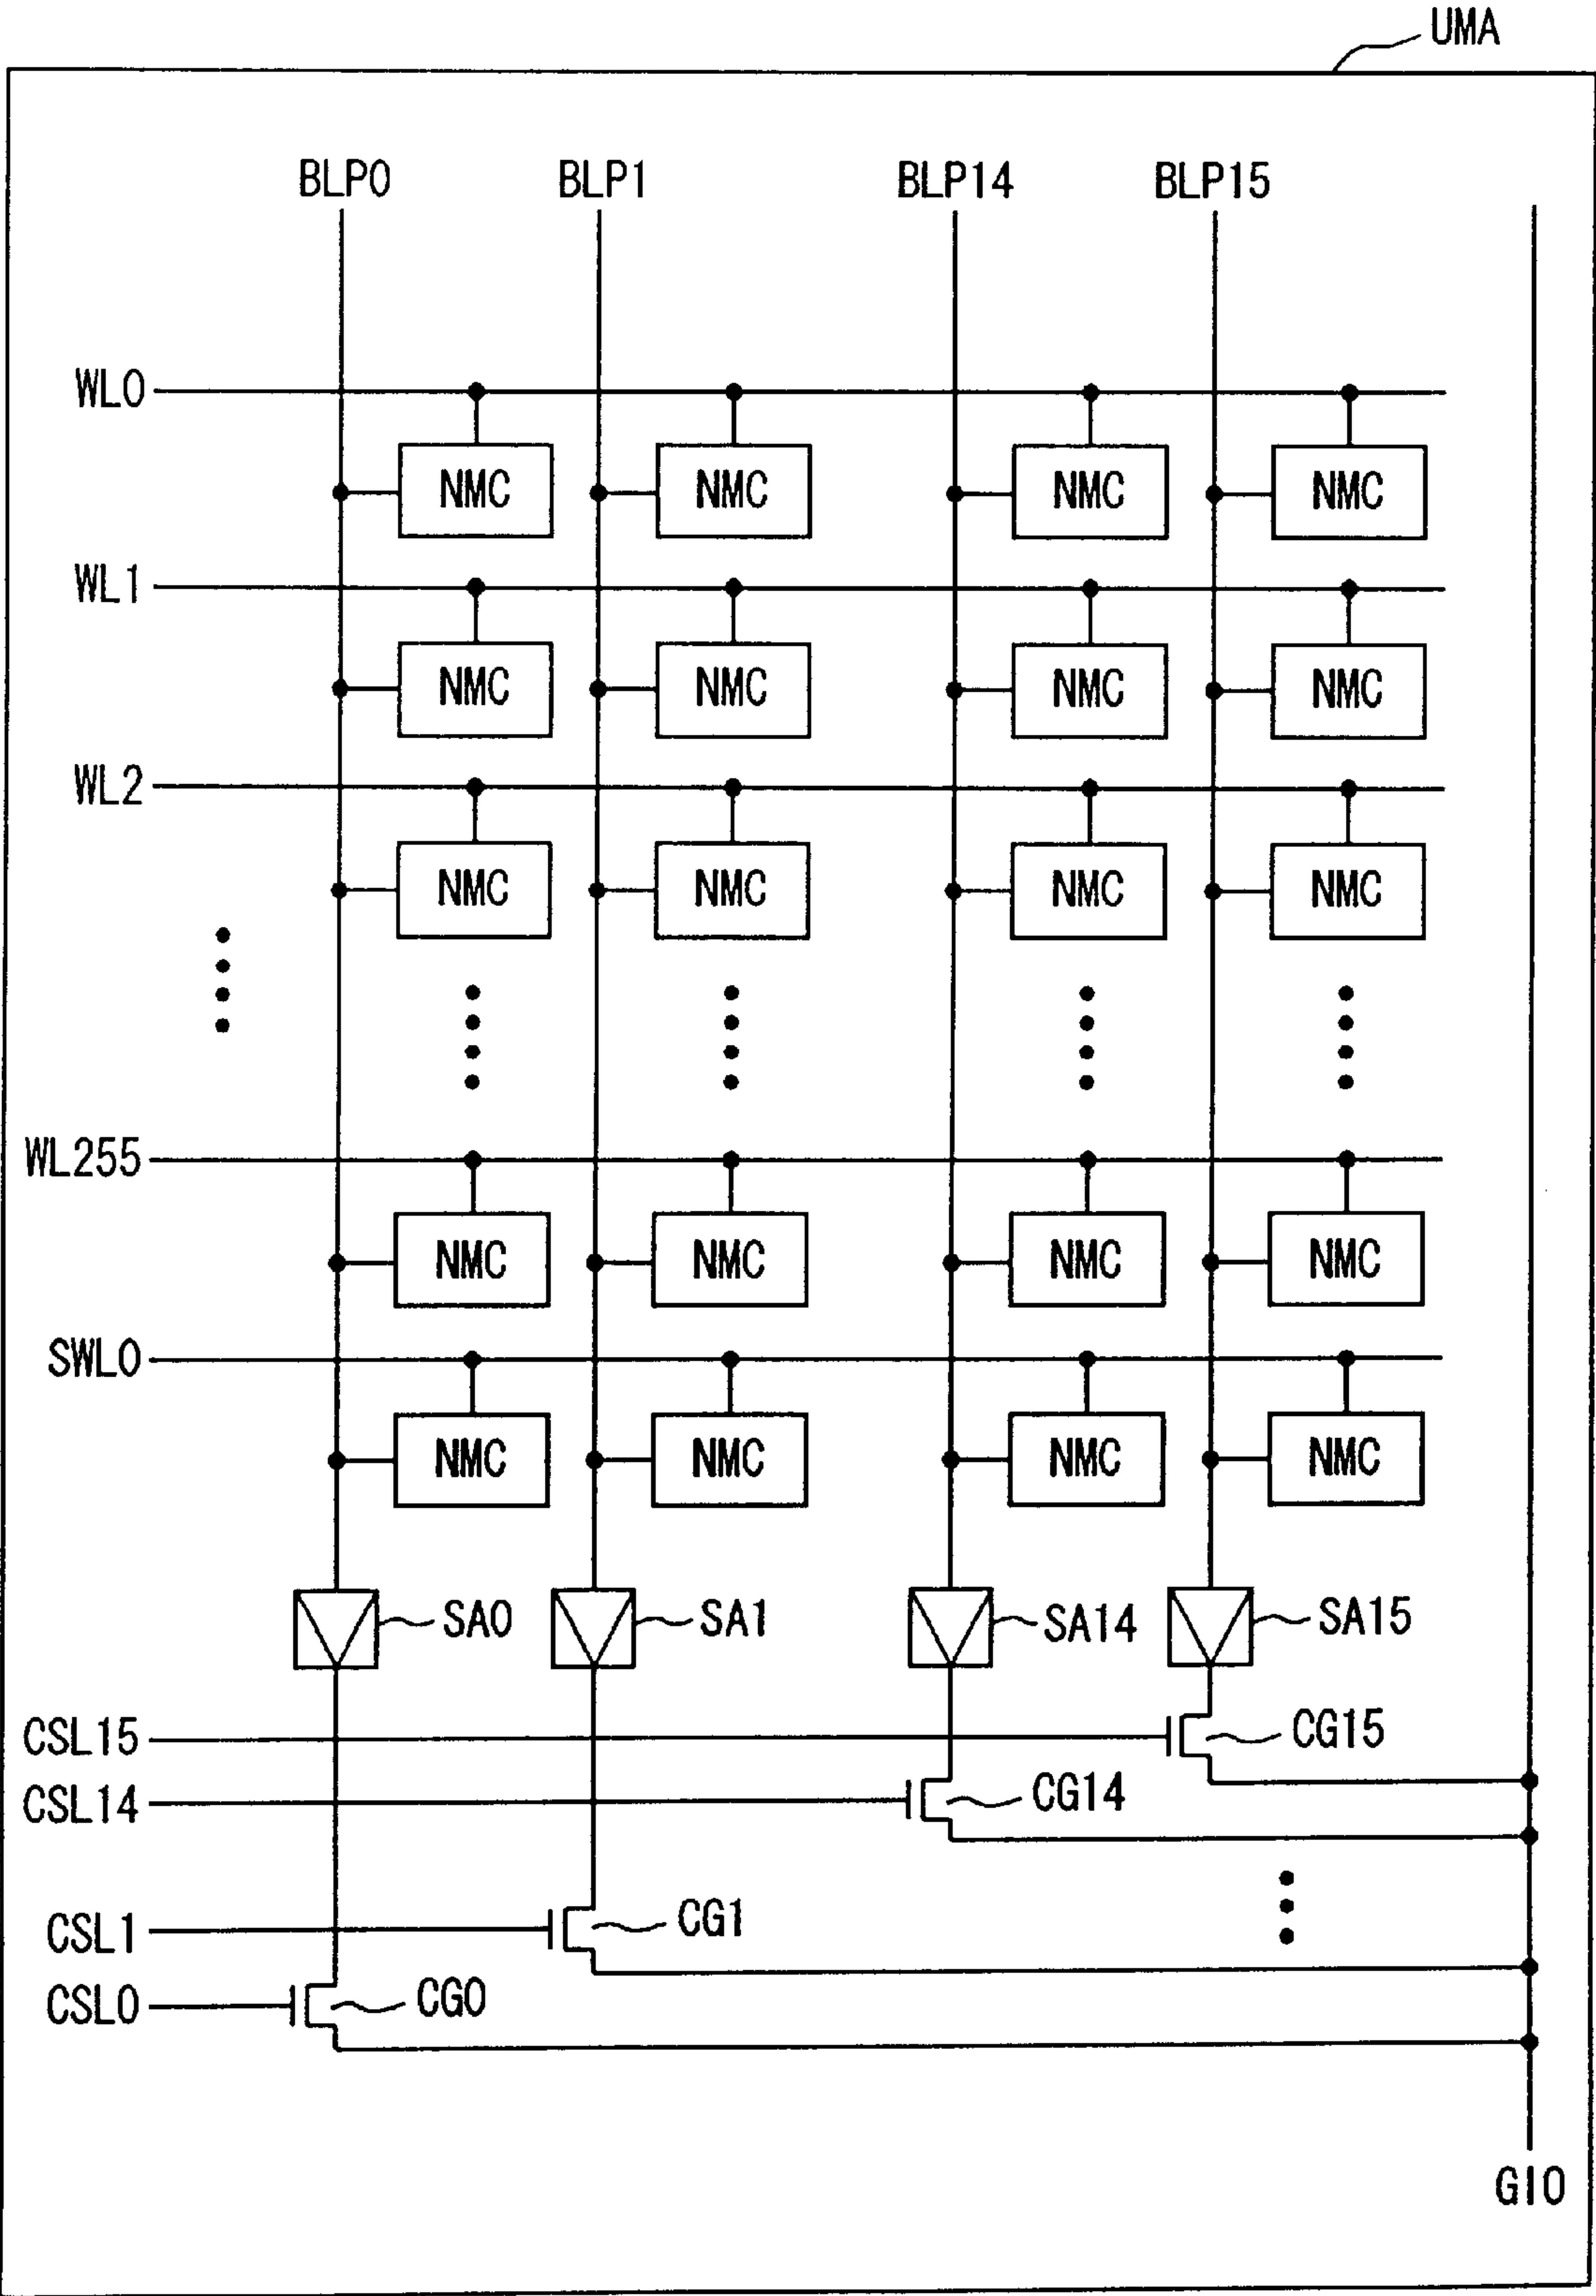 UMA
BLP0 BLP1 BLP14 BLP15
WL0
NMC NMC NMC NMC
WL1
NMC NMC NMC NMC
WL2
NMC NMC NMC NMC
WL255
NMC NMC NMC NMC
SWL0
NMC NMC NMC NMC
SA0 SA1 SA14 SA15
CSL15 CG15
CSL14 CG14
CSL1 CG1
CSL0 CG0
GIO